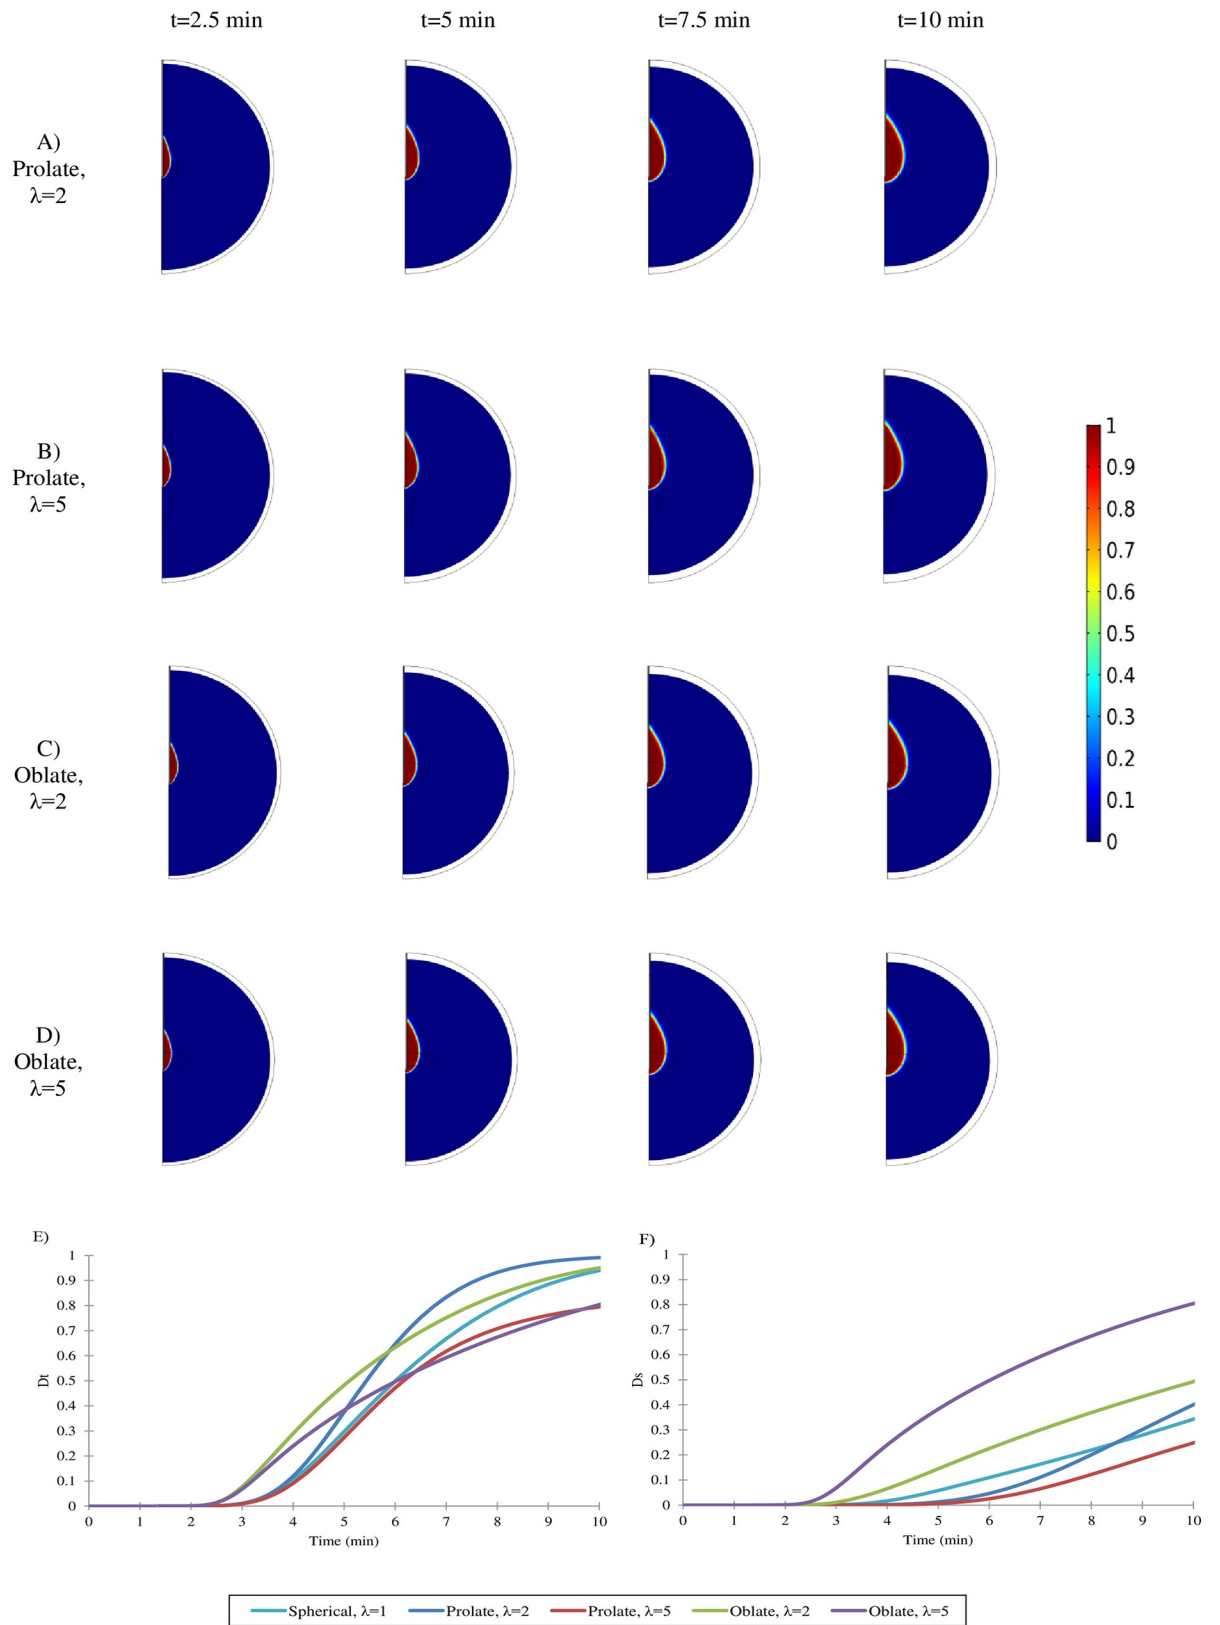 t=2.5 min
t=5 min
t=7.5 min
t=10 min
A)
Prolate,
λ=2
B)
Prolate,
λ=5
C)
Oblate,
λ=2
D)
Oblate,
λ=5
1
0.9
0.8
0.7
0.6
0.5
0.4
0.3
0.2
0.1
0
E)
Dt
1
0.9
0.8
0.7
0.6
0.5
0.4
0.3
0.2
0.1
0
0 1 2 3 4 5 6 7 8 9 10
Time (min)
F)
Ds
1
0.9
0.8
0.7
0.6
0.5
0.4
0.3
0.2
0.1
0
0 1 2 3 4 5 6 7 8 9 10
Time (min)
Spherical, λ=1 Prolate, λ=2 Prolate, λ=5 Oblate, λ=2 Oblate, λ=5